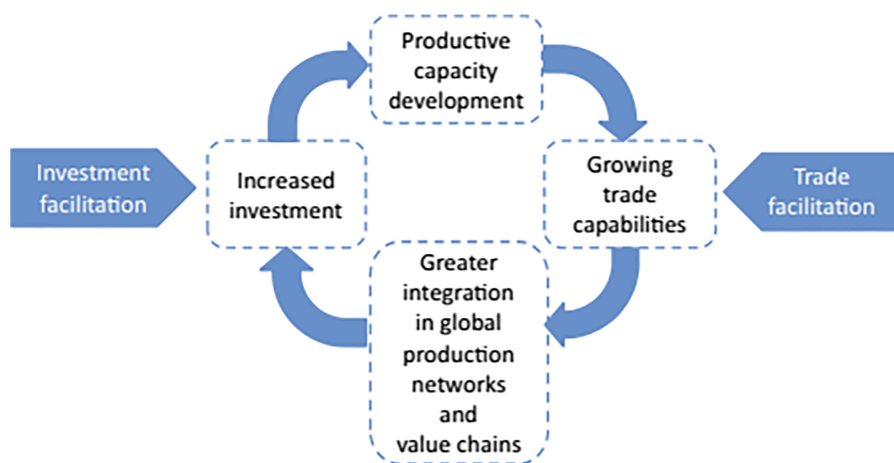 Productive
capacity
development
Investment
facilitation
Increased
investment
Growing
trade
capabilities
Trade
facilitation
Greater
integration
in global
production
networks
and
value chains